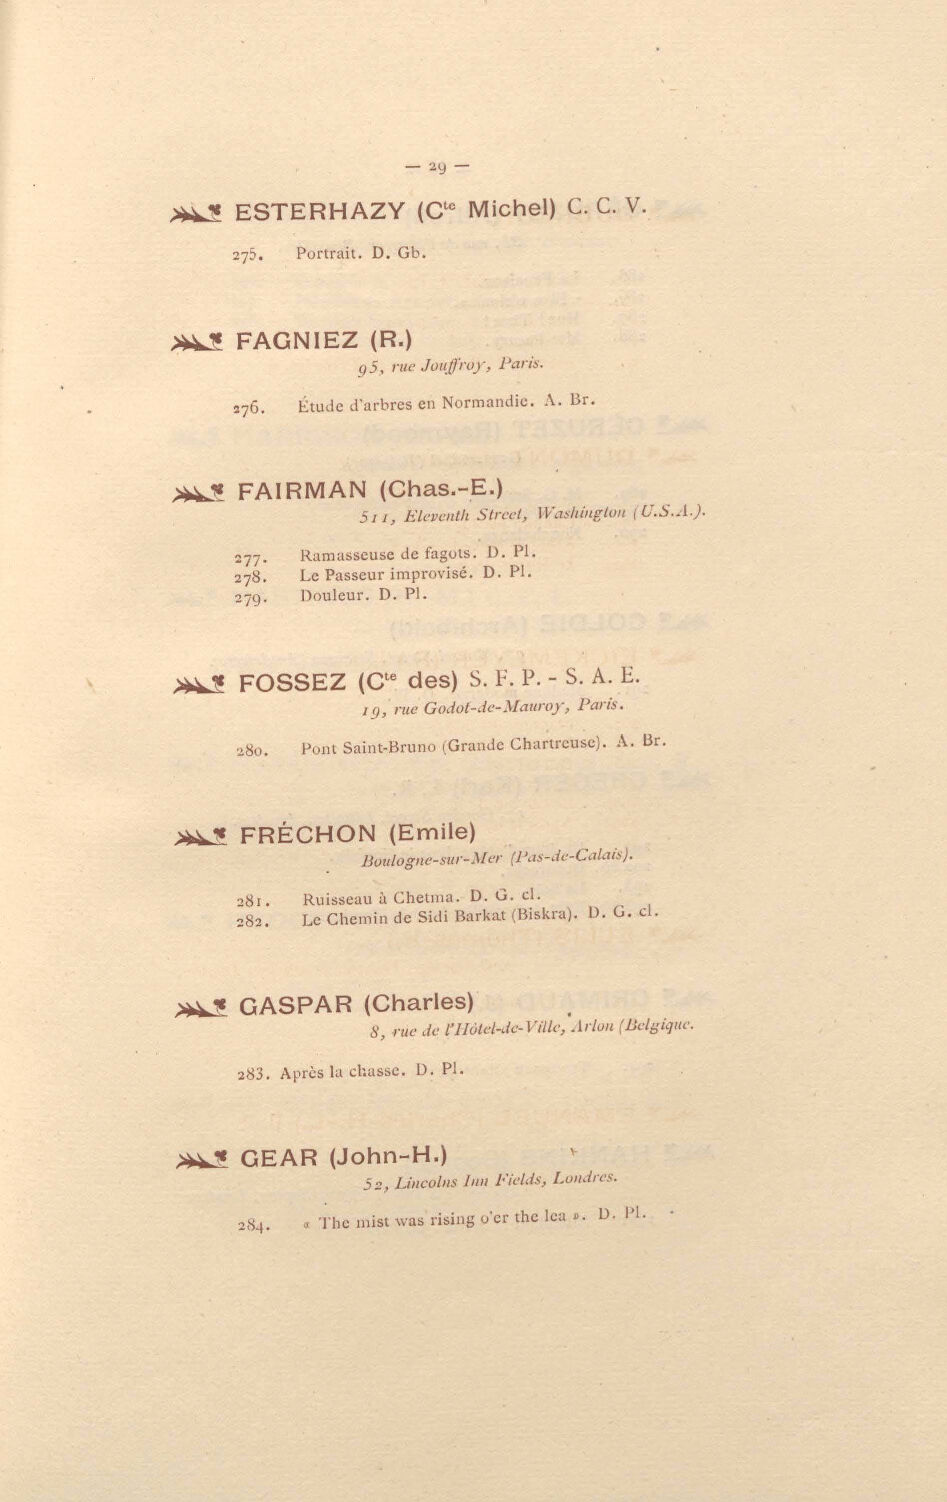 — 29 —
ESTERHAZY (Cte Michel) C. C. V.
275. Portrait. D. Gb.
FAGNIEZ (R.)
95, rue Jouffroy, Paris.
276. Étude d'arbres en Normandie. A. Br.
FAIRMAN (Chas.-E.)
511, Eleventh Street, Washington (U.S.A.).
277. Ramasseuse de fagots. D. Pl.
278. Le Passeur improvisé. D. Pl.
279. Douleur. D. Pl.
FOSSEZ (Cte des) S. F. P. - S. A. E.
19, rue Godot-de-Mauroy, Paris.
280. Pont Saint-Bruno (Grande Chartreuse). A. Br.
FRÉCHON (Emile)
Boulogne-sur-Mer (Pas-de-Calais).
281. Ruisseau à Chetma. D. G. cl.
282. Le Chemin de Sidi Barkat (Biskra). D. G. cl.
GASPAR (Charles)
8, rue de l'Hôtel-de-Ville, Arlon (Belgique.
283. Après la chasse. D. Pl.
GEAR (John-H.)
52, Lincolns Inn Fields, Londres.
284. « The mist was rising o'er the lea ». D. Pl.